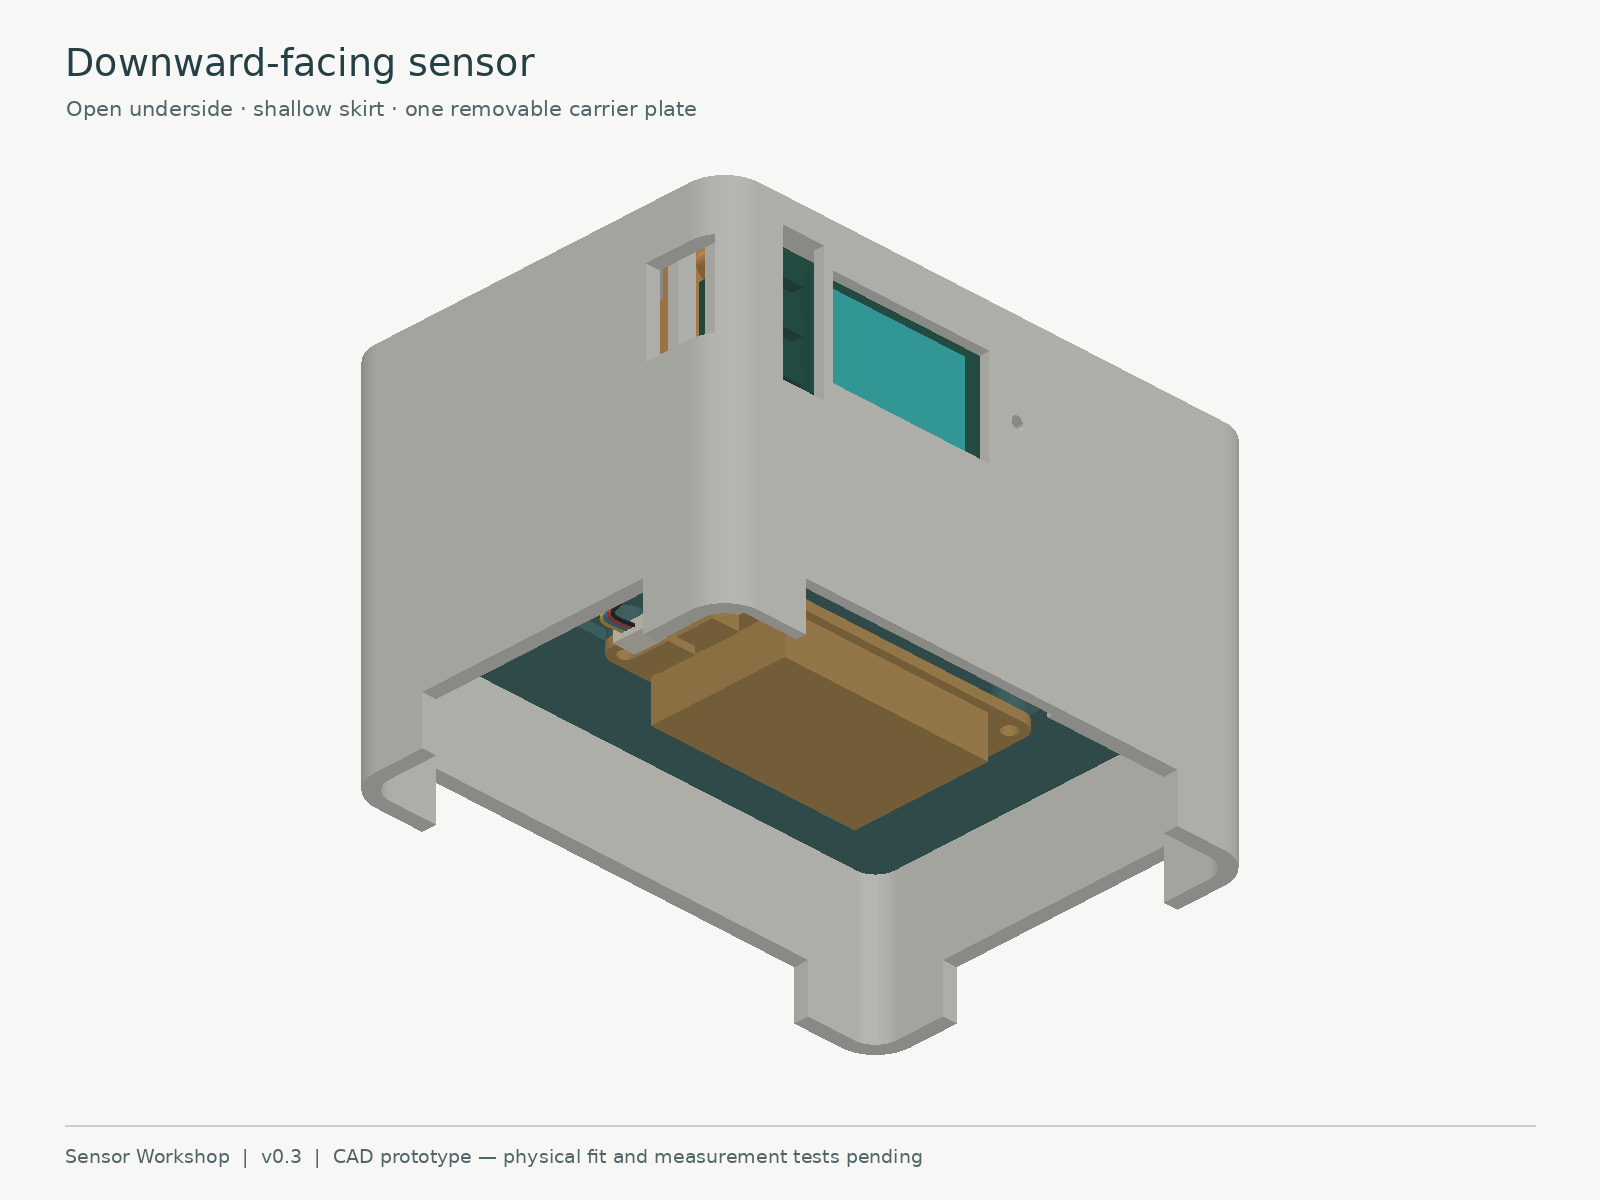 Downward-facing sensor
Open underside · shallow skirt · one removable carrier plate
Sensor Workshop | v0.3 | CAD prototype — physical fit and measurement tests pending